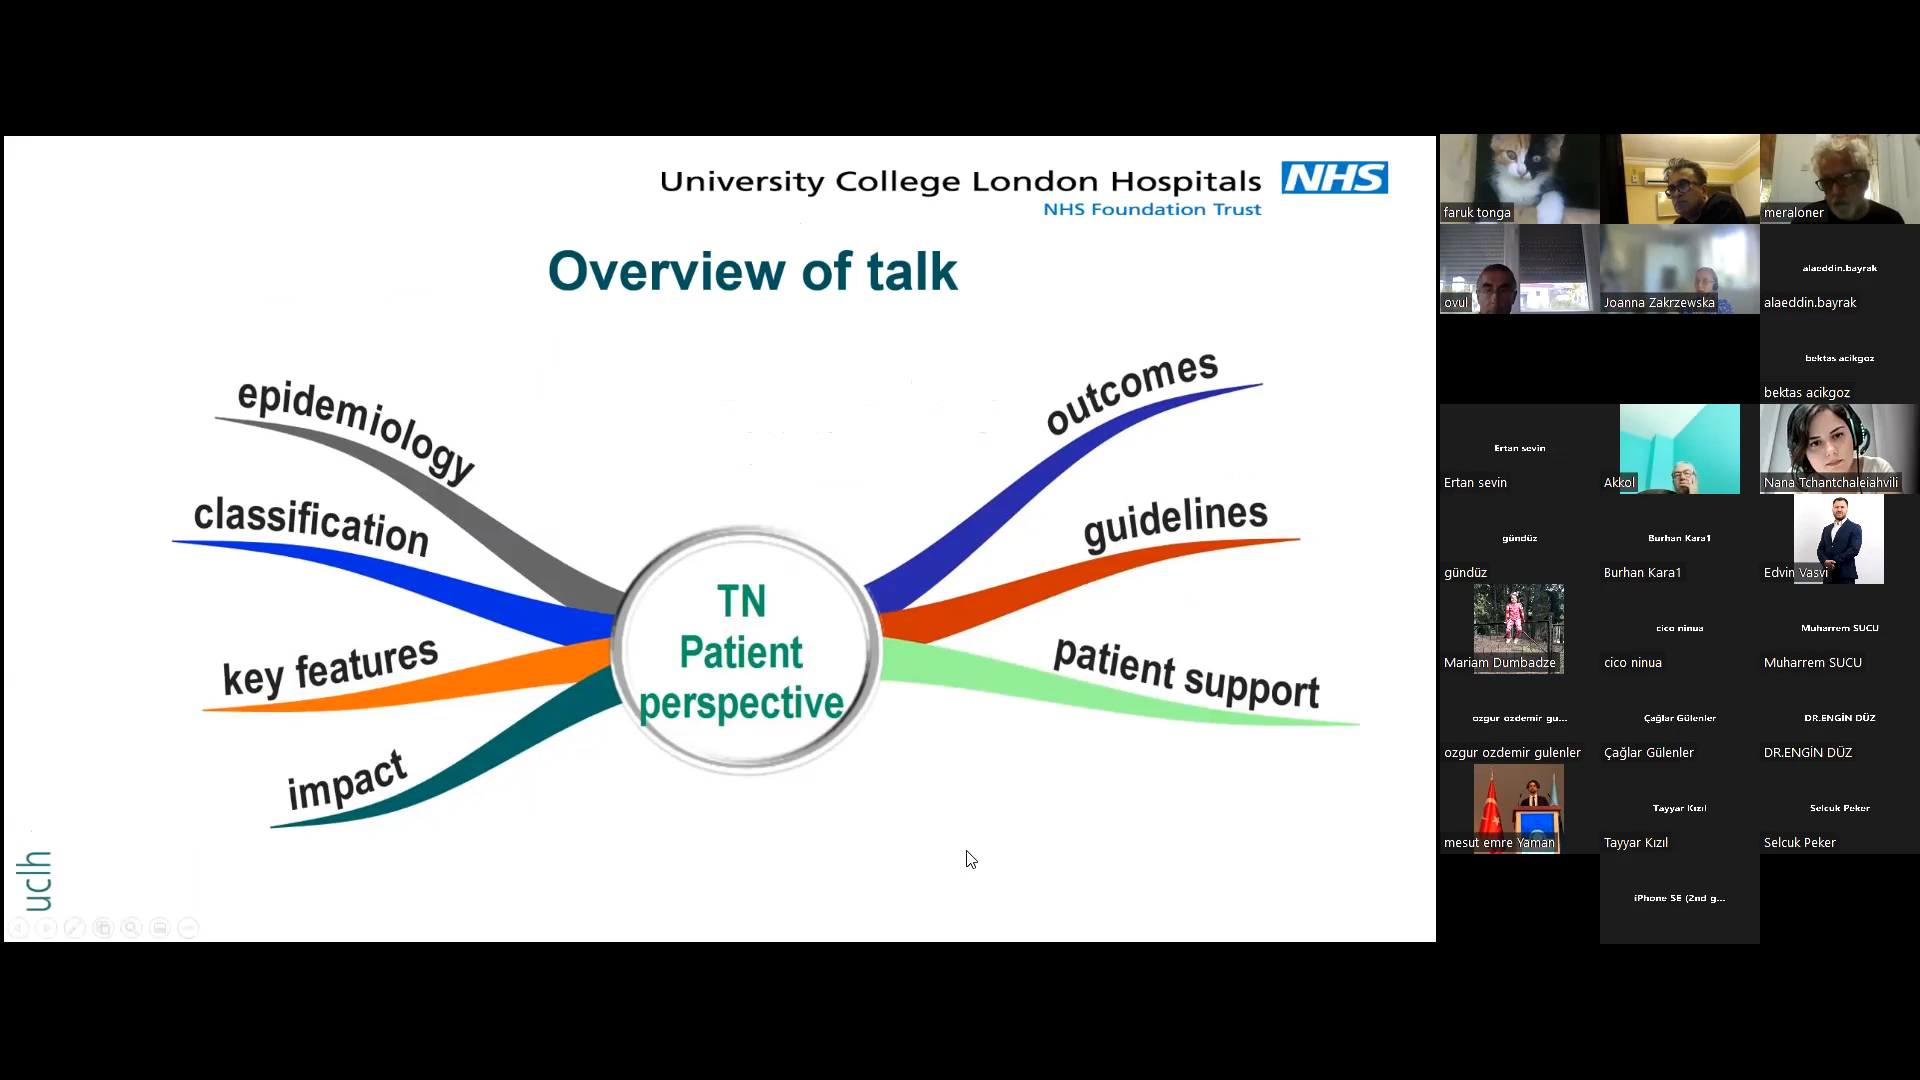 University College London Hospitals
NHS
NHS Foundation Trust
Overview of talk
epidemiology
classification
key features
impact
TN
Patient
perspective
outcomes
guidelines
patient support
uclh
faruk tonga
meraloner
ovul
Joanna Zakrzewska
alaeddin.bayrak
alaeddin.bayrak
bektas acikgoz
bektas acikgoz
Ertan sevin
Ertan sevin
Akkol
Nana Tchantchaleiahvili
gündüz
gündüz
Burhan Kara1
Burhan Kara1
Edvin Vasvi
Mariam Dumbadze
cico ninua
cico ninua
Muharrem SUCU
Muharrem SUCU
ozgur ozdemir gu...
ozgur ozdemir gulenler
Çağlar Gülenler
Çağlar Gülenler
DR.ENGİN DÜZ
DR.ENGİN DÜZ
mesut emre Yaman
Tayyar Kızıl
Tayyar Kızıl
Selcuk Peker
Selcuk Peker
iPhone SE (2nd g...